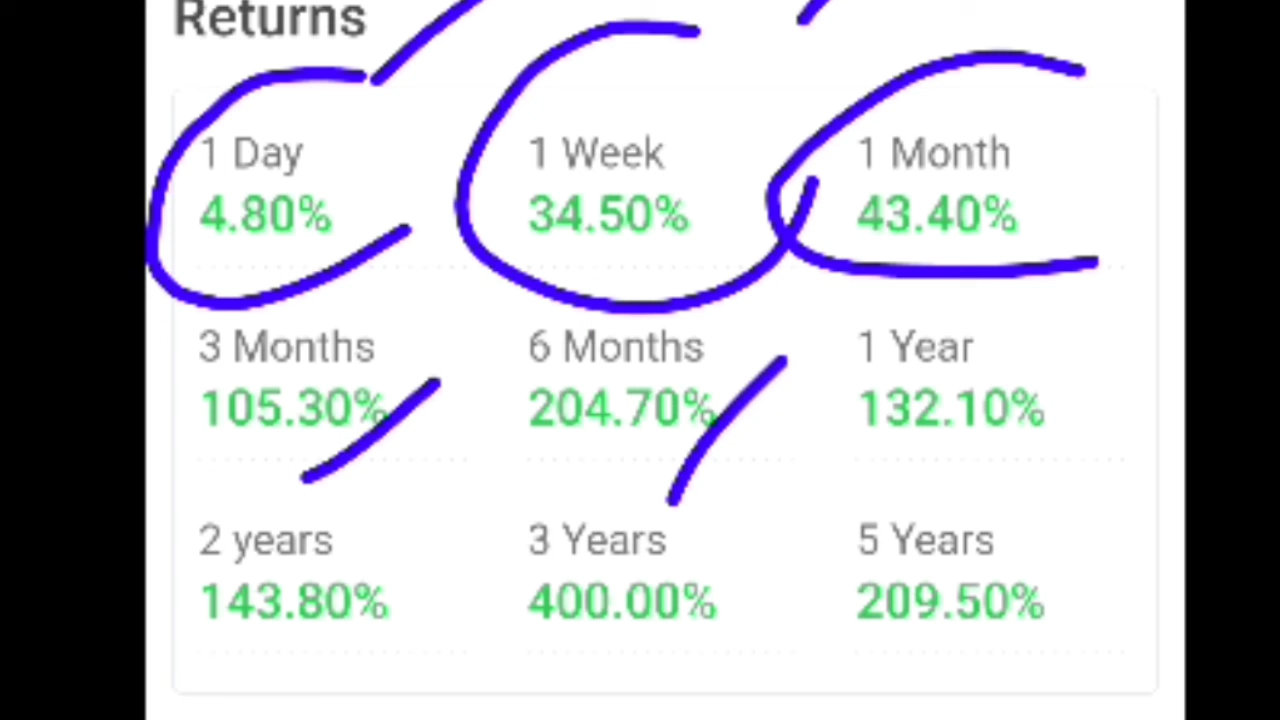 Returns
1 Day 1 Week 1 Month
4.80% 34.50% 43.40%
3 Months 6 Months 1 Year
105.30% 204.70% 132.10%
2 years 3 Years 5 Years
143.80% 400.00% 209.50%